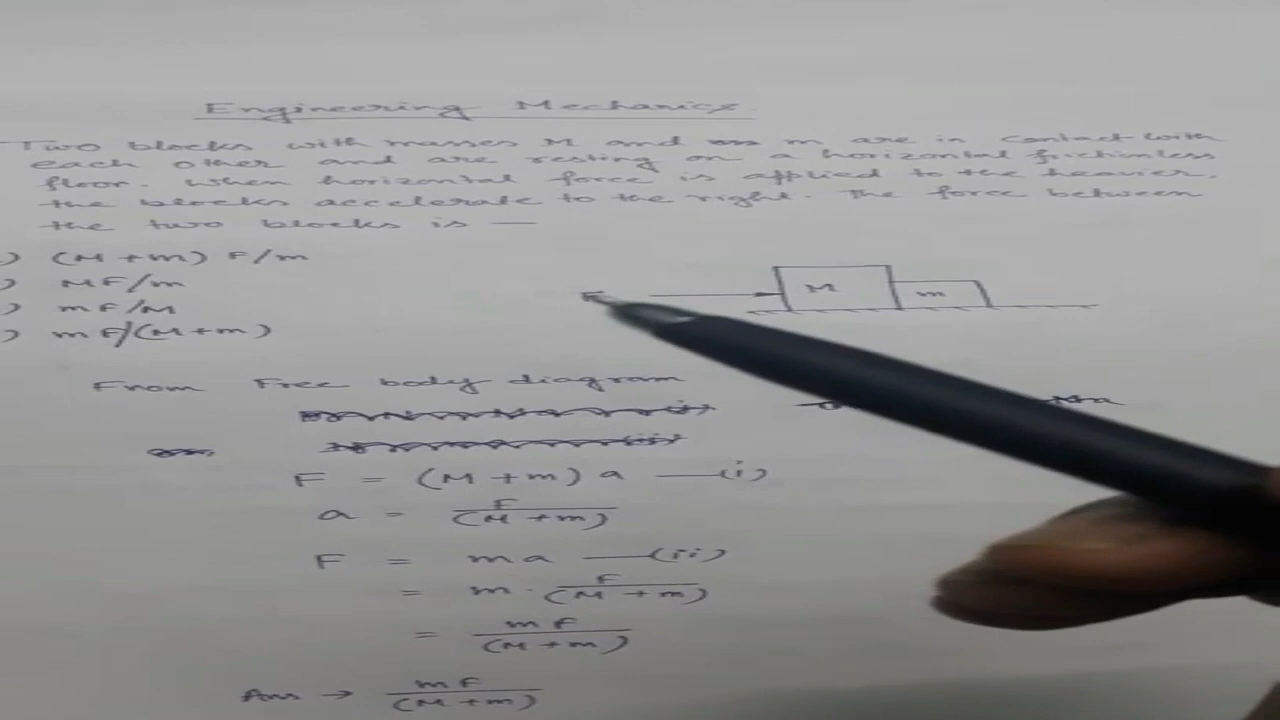 Engineering Mechanics
Two blocks with masses M and m are in contact with
each other and are resting on a horizontal frictionless
floor. When horizontal force is applied to the heavier,
the blocks accelerate to the right. The force between
the two blocks is —
) (M + m) F/m
) MF/m
) mF/M
) mF/(M+m)
F M m
From Free body diagram
F = (M + m) a —(i)
a = F/(M + m)
F = ma —(ii)
= m · F/(M + m)
= mF/(M + m)
Ans → mF/(M + m)